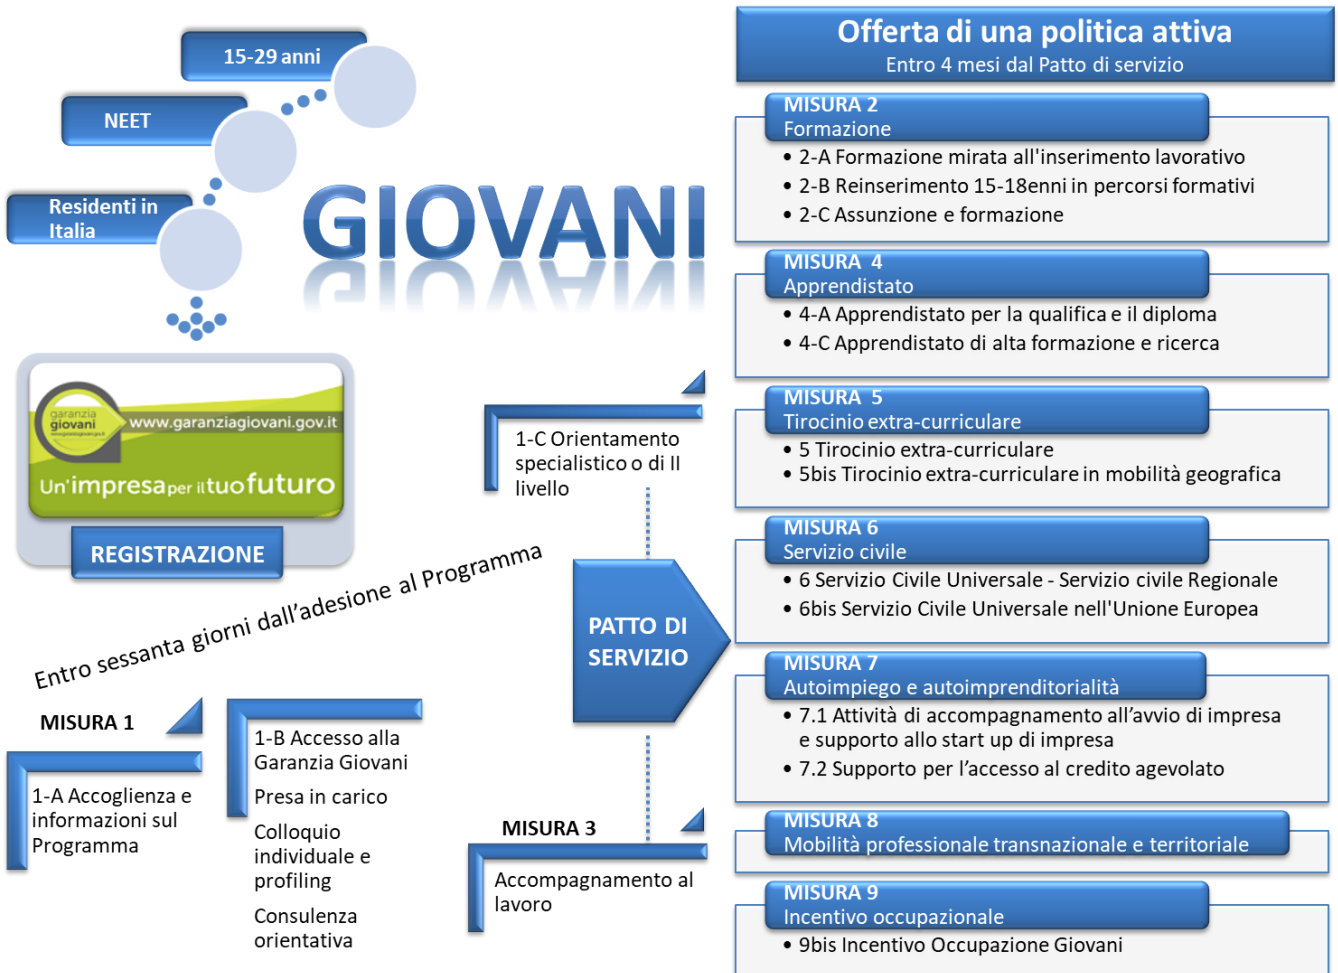 15-29 anni
NEET
Residenti in
Italia
GIOVANI
garanzia
giovani
www.garanziagiovani.gov.it
www.garanziagiovani.gov.it
Un'impresa per il tuo futuro
REGISTRAZIONE
Entro sessanta giorni dall'adesione al Programma
MISURA 1
1-A Accoglienza e
informazioni sul
Programma
1-B Accesso alla
Garanzia Giovani
Presa in carico
Colloquio
individuale e
profiling
Consulenza
orientativa
1-C Orientamento
specialistico o di II
livello
PATTO DI
SERVIZIO
MISURA 3
Accompagnamento al
lavoro
Offerta di una politica attiva
Entro 4 mesi dal Patto di servizio
MISURA 2
Formazione
• 2-A Formazione mirata all'inserimento lavorativo
• 2-B Reinserimento 15-18enni in percorsi formativi
• 2-C Assunzione e formazione
MISURA 4
Apprendistato
• 4-A Apprendistato per la qualifica e il diploma
• 4-C Apprendistato di alta formazione e ricerca
MISURA 5
Tirocinio extra-curriculare
• 5 Tirocinio extra-curriculare
• 5bis Tirocinio extra-curriculare in mobilità geografica
MISURA 6
Servizio civile
• 6 Servizio Civile Universale - Servizio civile Regionale
• 6bis Servizio Civile Universale nell'Unione Europea
MISURA 7
Autoimpiego e autoimprenditorialità
• 7.1 Attività di accompagnamento all'avvio di impresa
e supporto allo start up di impresa
• 7.2 Supporto per l'accesso al credito agevolato
MISURA 8
Mobilità professionale transnazionale e territoriale
MISURA 9
Incentivo occupazionale
• 9bis Incentivo Occupazione Giovani